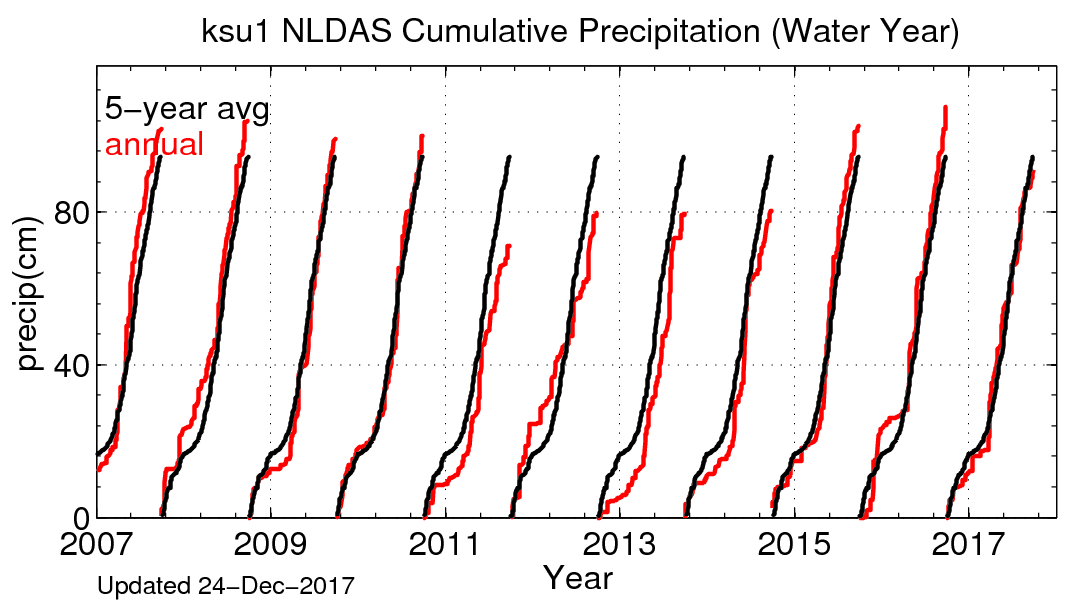 ksu1 NLDAS Cumulative Precipitation (Water Year)
5−year avg
annual
precip(cm)
80
40
0
2007 2009 2011 2013 2015 2017
Year
Updated 24−Dec−2017